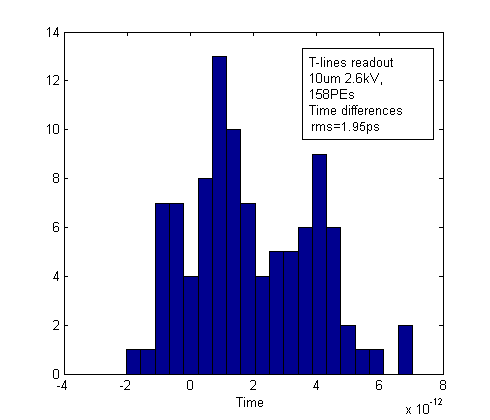 14
12
10
8
6
4
2
0
T-lines readout
10um 2.6kV,
158PEs
Time differences
rms=1.95ps
-4 -2 0 2 4 6 8
Time
x 10^-12